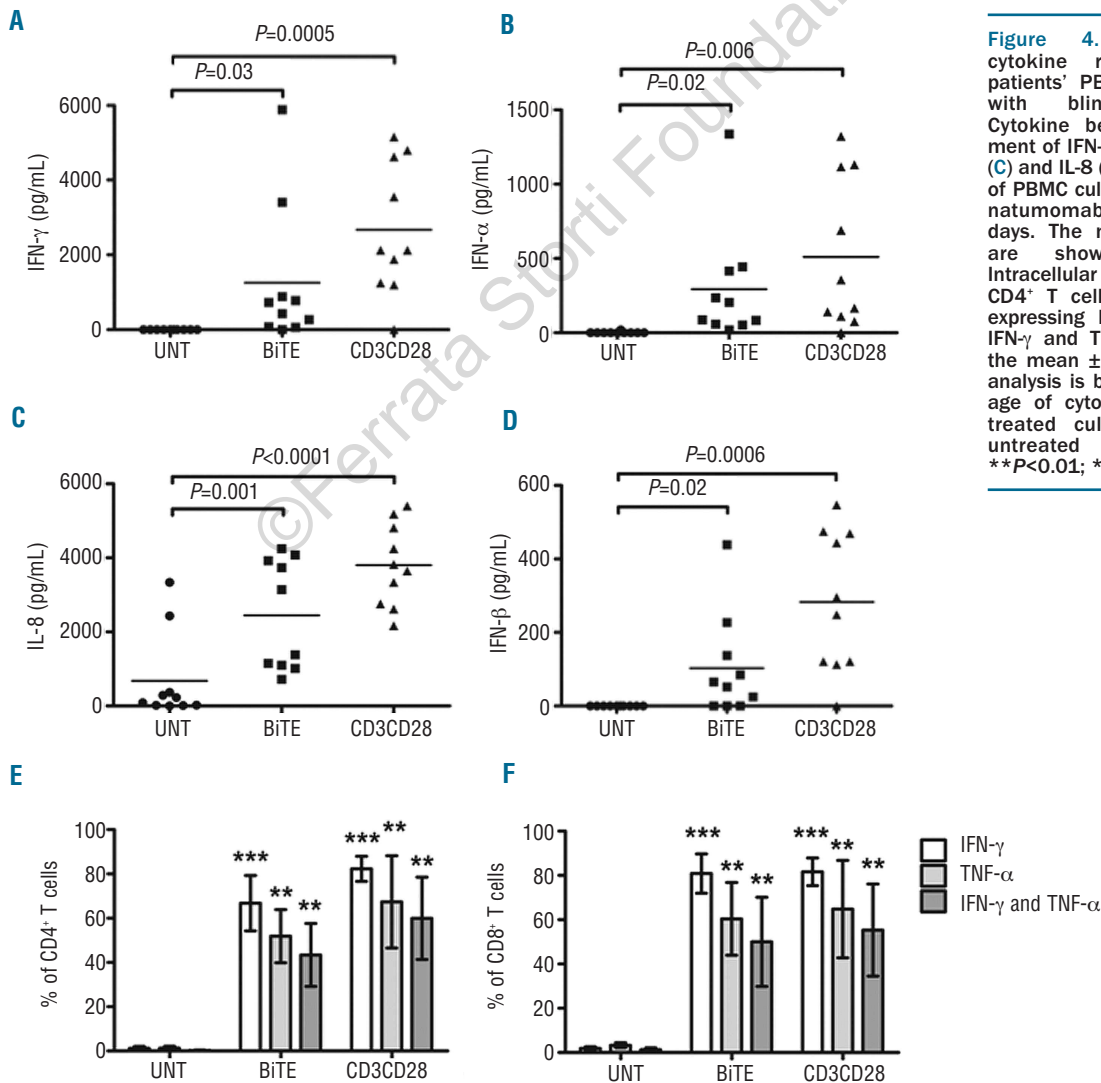 A
P=0.0005
P=0.03
6000
4000
2000
0
IFN-γ (pg/mL)
UNT
BiTE
CD3CD28
B
P=0.006
P=0.02
1500
1000
500
0
IFN-α (pg/mL)
UNT
BiTE
CD3CD28
C
P<0.0001
P=0.001
6000
4000
2000
0
IL-8 (pg/mL)
UNT
BiTE
CD3CD28
D
P=0.0006
P=0.02
600
400
200
0
IFN-β (pg/mL)
UNT
BiTE
CD3CD28
E
100
80
60
40
20
0
% of CD4⁺ T cells
*** ** **
*** ** **
UNT
BiTE
CD3CD28
F
100
80
60
40
20
0
% of CD8⁺ T cells
*** ** **
*** ** **
UNT
BiTE
CD3CD28
IFN-γ
TNF-α
IFN-γ and TNF-α
Figure 4.
cytokine r
patients' PB
with blin
Cytokine be
ment of IFN-
(C) and IL-8 (
of PBMC cul
natumomab
days. The r
are show
Intracellular
CD4⁺ T cell
expressing
IFN-γ and T
the mean ±
analysis is b
age of cyto
treated cul
untreated
**P<0.01; *
©Ferrata Storti Foundati